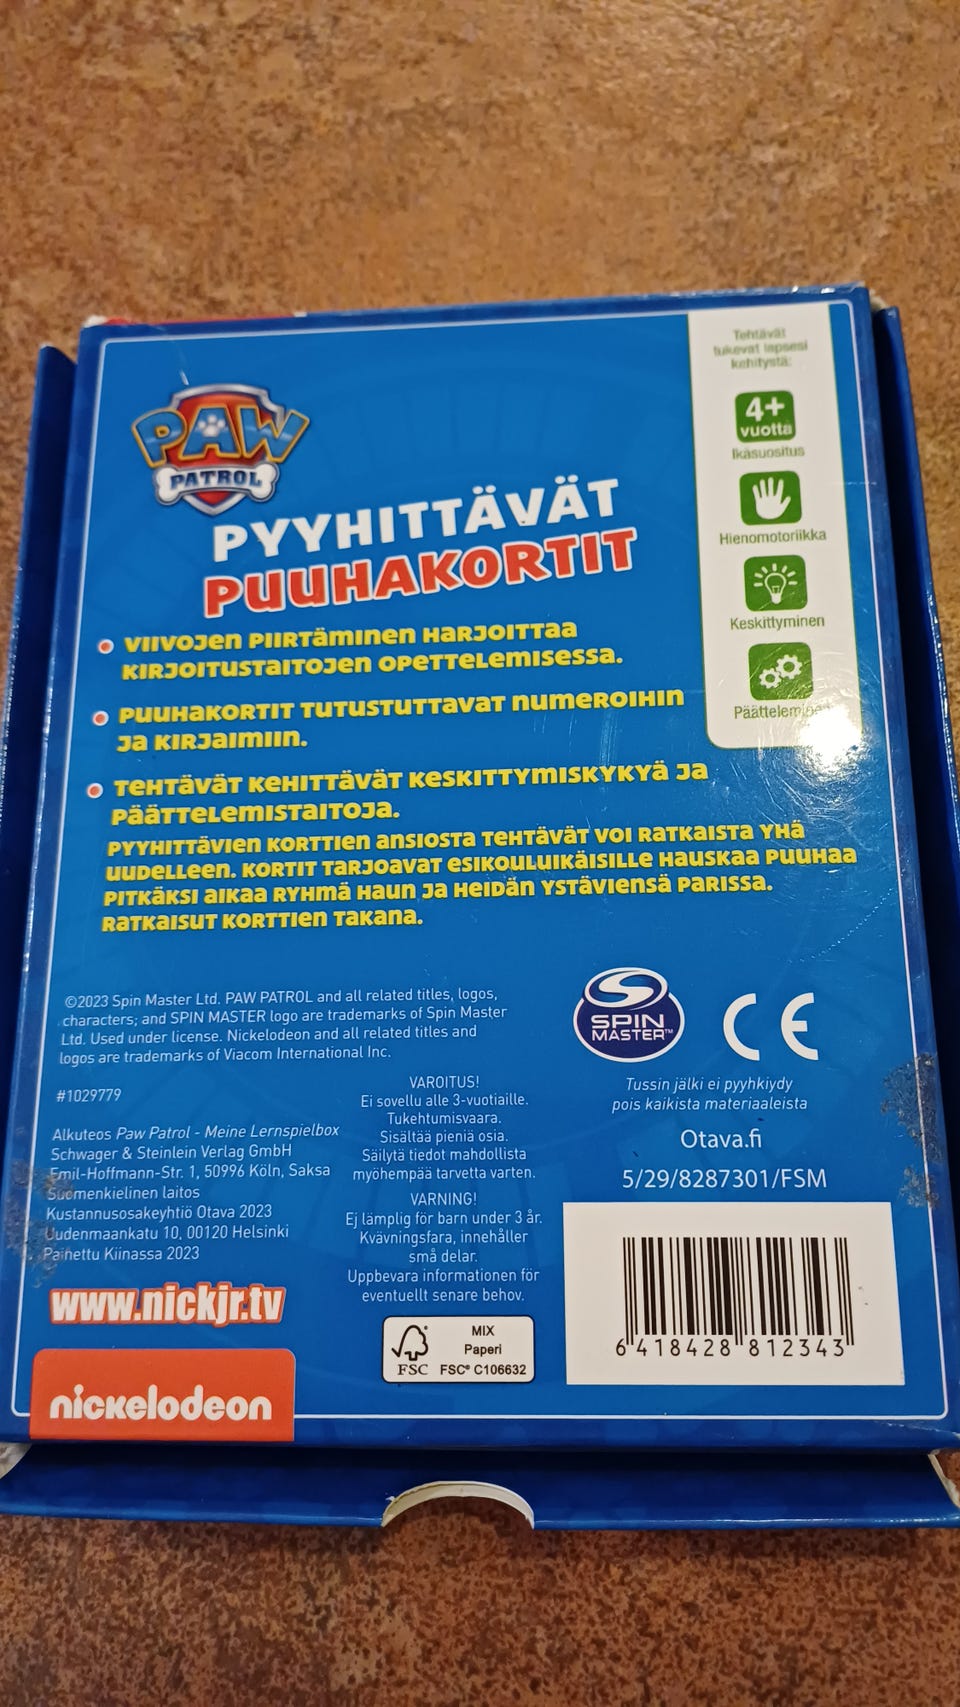 PAW
PATROL
PYYHITTÄVÄT
PUUHAKORTIT
VIIVOJEN PIIRTÄMINEN HARJOITTAA
KIRJOITUSTAITOJEN OPETTELEMISESSA.
PUUHAKORTIT TUTUSTUTTAVAT NUMEROIHIN
JA KIRJAIMIIN.
TEHTÄVÄT KEHITTÄVÄT KESKITTYMISKYKYÄ JA
PÄÄTTELEMISTAITOJA.
PYYHITTÄVIEN KORTTIEN ANSIOSTA TEHTÄVÄT VOI RATKAISTA YHÄ
UUDELLEEN. KORTIT TARJOAVAT ESIKOULUIKÄISILLE HAUSKAA PUUHAA
PITKÄKSI AIKAA RYHMÄ HAUN JA HEIDÄN YSTÄVIENSÄ PARISSA.
RATKAISUT KORTTIEN TAKANA.
Tehtävät
tukevat lapsesi
kehitystä:
4+
vuotta
Ikäsuositus
Hienomotoriikka
Keskittyminen
Päätteleminen
©2023 Spin Master Ltd. PAW PATROL and all related titles, logos,
characters; and SPIN MASTER logo are trademarks of Spin Master
Ltd. Used under license. Nickelodeon and all related titles and
logos are trademarks of Viacom International Inc.
#1029779
Alkuteos Paw Patrol - Meine Lernspielbox
Schwager & Steinlein Verlag GmbH
Emil-Hoffmann-Str. 1, 50996 Köln, Saksa
Suomenkielinen laitos
Kustannusosakeyhtiö Otava 2023
Uudenmaankatu 10, 00120 Helsinki
Painettu Kiinassa 2023
www.nickjr.tv
nickelodeon
VAROITUS!
Ei sovellu alle 3-vuotiaille.
Tukehtumisvaara.
Sisältää pieniä osia.
Säilytä tiedot mahdollista
myöhempää tarvetta varten.
VARNING!
Ej lämplig för barn under 3 år.
Kvävningsfara, innehåller
små delar.
Uppbevara informationen för
eventuellt senare behov.
FSC
MIX
Paperi
FSC® C106632
SPIN
MASTER™
CE
Tussin jälki ei pyyhkiydy
pois kaikista materiaaleista
Otava.fi
5/29/8287301/FSM
6 418428 812343